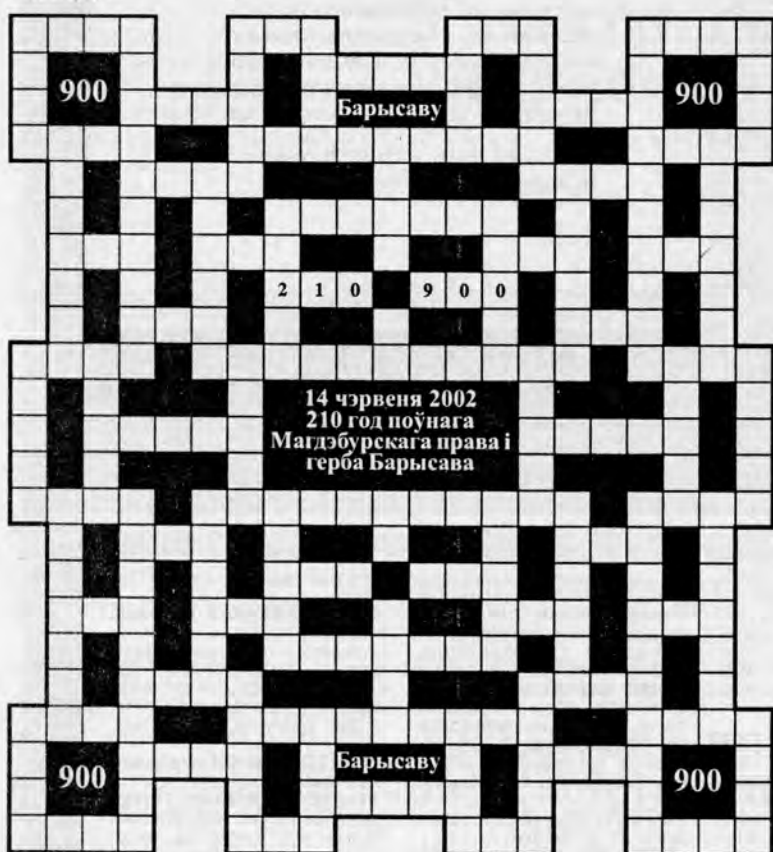 900
900
Барысаву
2 1 0 9 0 0
14 чэрвеня 2002
210 год поўнага
Магдэбурскага права і
герба Барысава
900
Барысаву
900